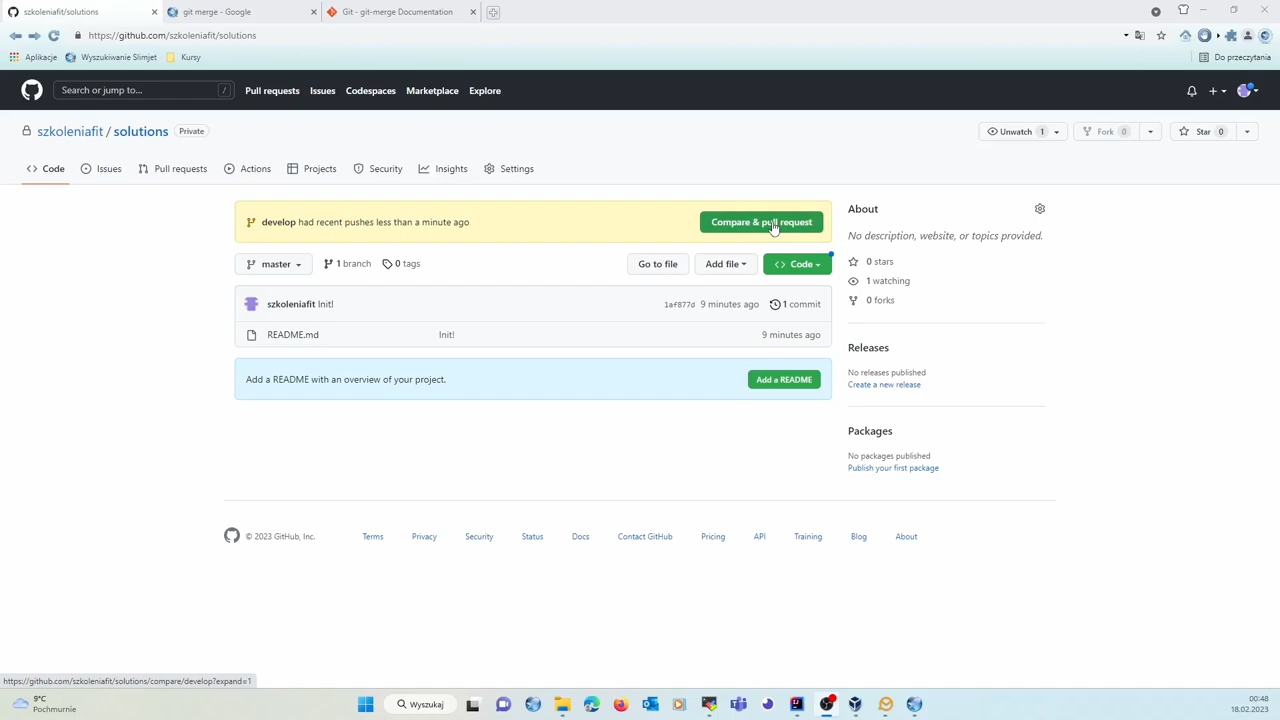 szkoleniafit/solutions
git merge - Google
Git - git-merge Documentation
https://github.com/szkoleniafit/solutions
Aplikacje
Wyszukiwanie Slimjet
Kursy
Do przeczytania
Search or jump to...
/
Pull requests
Issues
Codespaces
Marketplace
Explore
szkoleniafit / solutions
Private
Unwatch 1
Fork 0
Star 0
Code
Issues
Pull requests
Actions
Projects
Security
Insights
Settings
develop had recent pushes less than a minute ago
Compare & pull request
master
1 branch
0 tags
Go to file
Add file
Code
szkoleniafit Init!
1af877d 9 minutes ago
1 commit
README.md
Init!
9 minutes ago
Add a README with an overview of your project.
Add a README
About
No description, website, or topics provided.
0 stars
1 watching
0 forks
Releases
No releases published
Create a new release
Packages
No packages published
Publish your first package
© 2023 GitHub, Inc.
Terms
Privacy
Security
Status
Docs
Contact GitHub
Pricing
API
Training
Blog
About
https://github.com/szkoleniafit/solutions/compare/develop?expand=1
9°C
Pochmurnie
Wyszukaj
00:48
18.02.2023